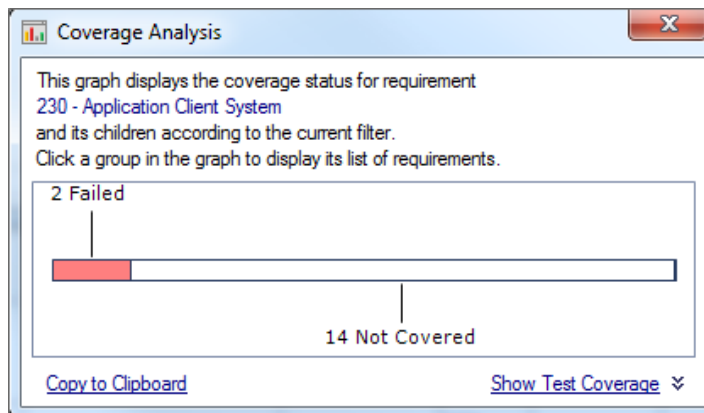 Coverage Analysis
This graph displays the coverage status for requirement
230 - Application Client System
and its children according to the current filter.
Click a group in the graph to display its list of requirements.
2 Failed
14 Not Covered
Copy to Clipboard
Show Test Coverage